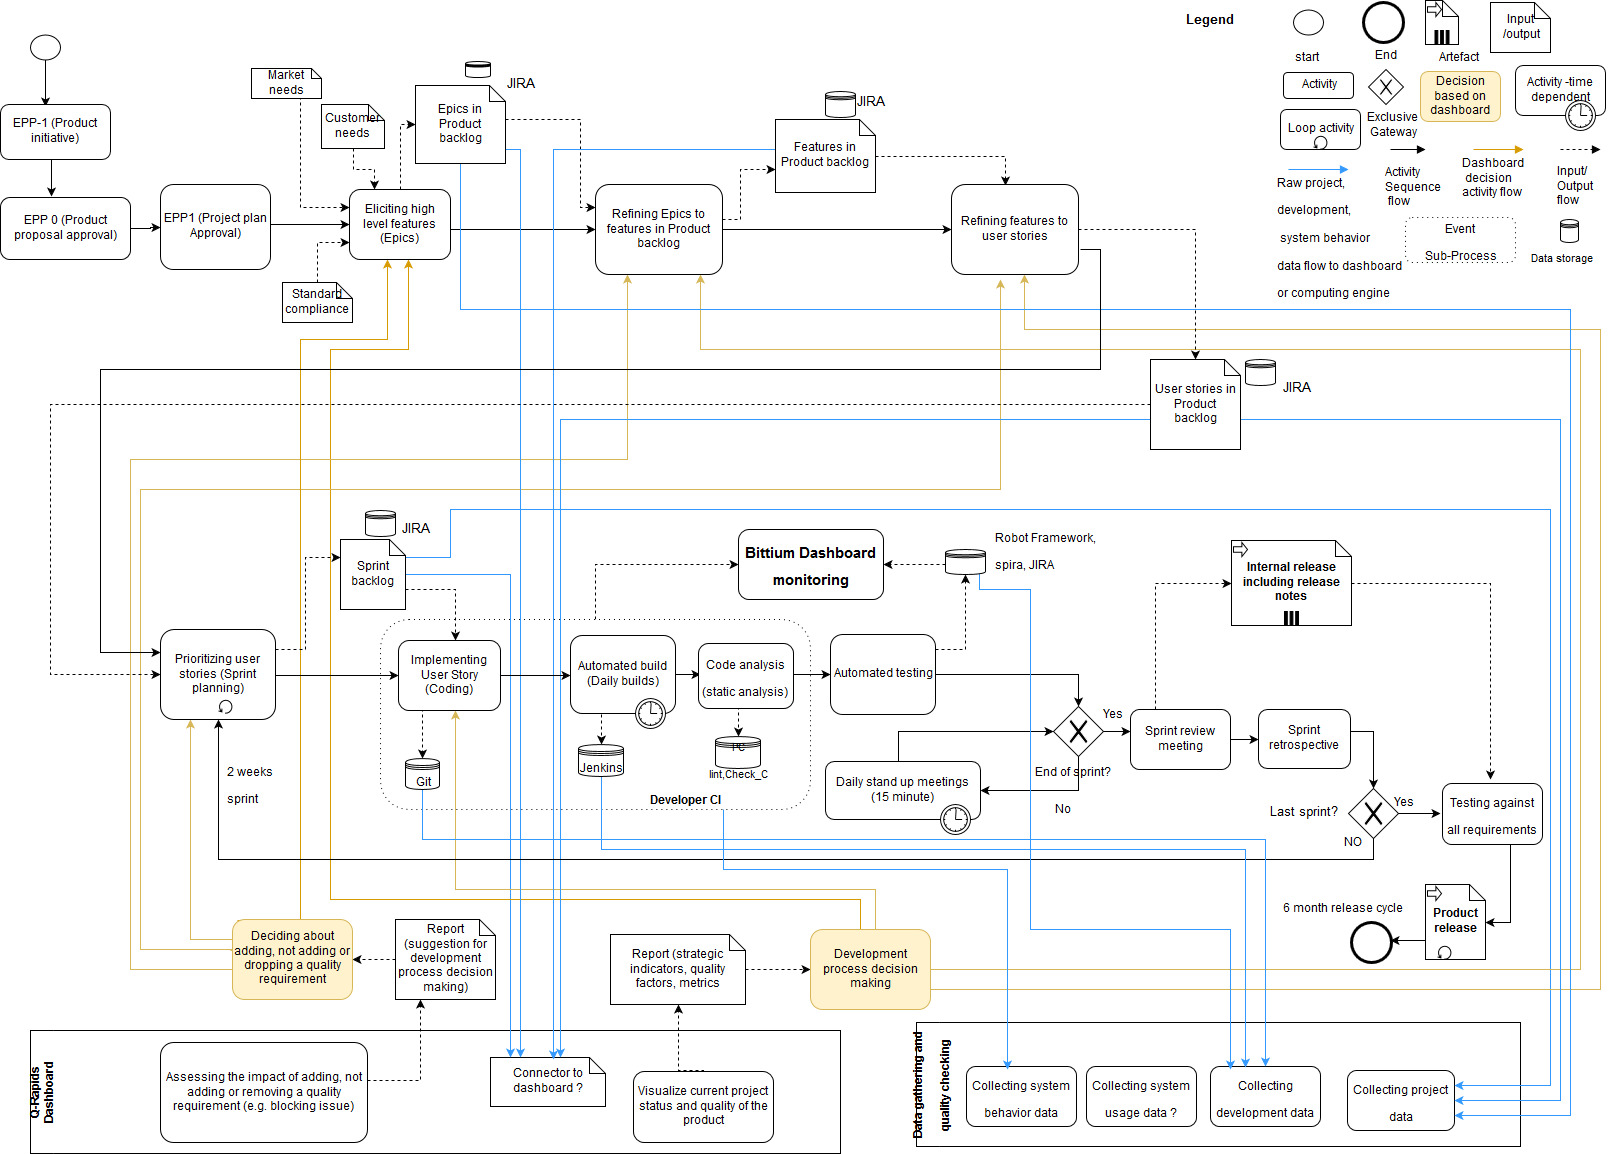 Legend
start
End
Artefact
Input
/output
Activity
Exclusive
Gateway
Decision
based on
dashboard
Activity -time
dependent
Loop activity
Raw project,
development,
system behavior
data flow to dashboard
or computing engine
Activity
Sequence
flow
Dashboard
decision
activity flow
Input/
Output
flow
Event
Sub-Process
Data storage
EPP-1 (Product
initiative)
EPP 0 (Product
proposal approval)
EPP1 (Project plan
Approval)
Market
needs
Customer
needs
Standard
compliance
Eliciting high
level features
(Epics)
Epics in
Product
backlog
JIRA
Refining Epics to
features in Product
backlog
Features in
Product backlog
JIRA
Refining features to
user stories
User stories in
Product
backlog
JIRA
Sprint
backlog
JIRA
Prioritizing user
stories (Sprint
planning)
2 weeks
sprint
Implementing
User Story
(Coding)
Git
Automated build
(Daily builds)
Jenkins
Code analysis
(static analysis)
PC
lint,Check_C
Developer CI
Bittium Dashboard
monitoring
Robot Framework,
spira, JIRA
Automated testing
Daily stand up meetings
(15 minute)
End of sprint?
Yes
No
Sprint review
meeting
Sprint
retrospective
Internal release
including release
notes
Last sprint?
Yes
NO
Testing against
all requirements
6 month release cycle
Product
release
Deciding about
adding, not adding or
dropping a quality
requirement
Report
(suggestion for
development
process decision
making)
Report (strategic
indicators, quality
factors, metrics
Development
process decision
making
Q-Rapids
Dashboard
Assessing the impact of adding, not
adding or removing a quality
requirement (e.g. blocking issue)
Connector to
dashboard ?
Visualize current project
status and quality of the
product
Data gathering and
quality checking
Collecting system
behavior data
Collecting system
usage data ?
Collecting
development data
Collecting project
data